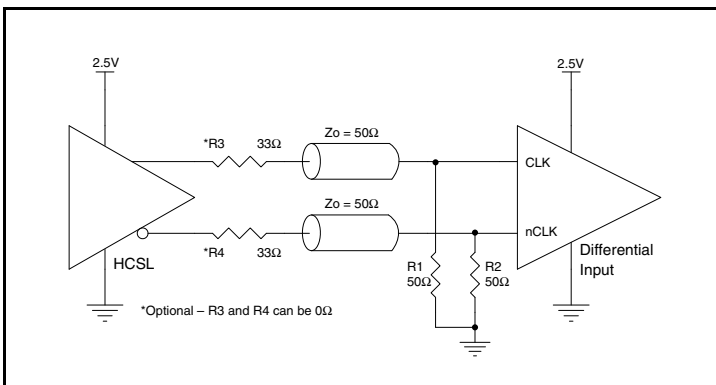 2.5V
2.5V
*R3 33Ω
Zo = 50Ω
CLK
Zo = 50Ω
nCLK
*R4 33Ω
HCSL
R1
50Ω
R2
50Ω
Differential
Input
*Optional – R3 and R4 can be 0Ω